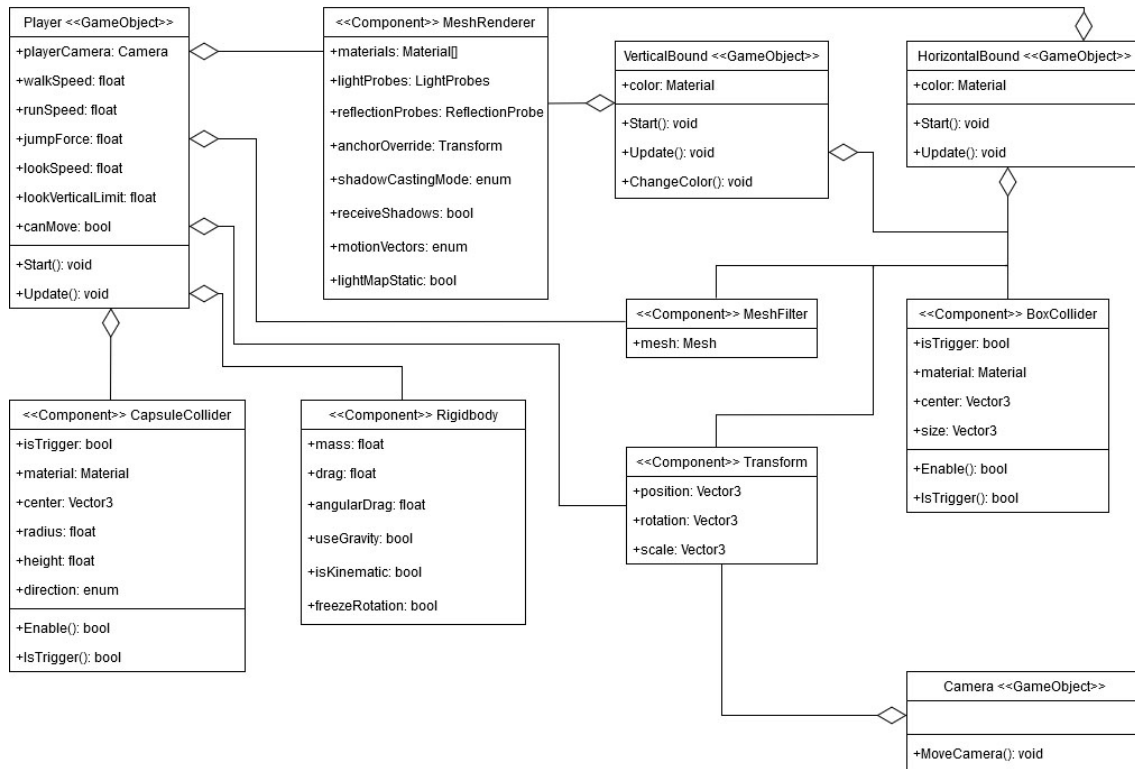 Player <<GameObject>>
+playerCamera: Camera
+walkSpeed: float
+runSpeed: float
+jumpForce: float
+lookSpeed: float
+lookVerticalLimit: float
+canMove: bool
+Start(): void
+Update(): void
<<Component>> MeshRenderer
+materials: Material[]
+lightProbes: LightProbes
+reflectionProbes: ReflectionProbe
+anchorOverride: Transform
+shadowCastingMode: enum
+receiveShadows: bool
+motionVectors: enum
+lightMapStatic: bool
VerticalBound <<GameObject>>
+color: Material
+Start(): void
+Update(): void
+ChangeColor(): void
HorizontalBound <<GameObject>>
+color: Material
+Start(): void
+Update(): void
<<Component>> MeshFilter
+mesh: Mesh
<<Component>> BoxCollider
+isTrigger: bool
+material: Material
+center: Vector3
+size: Vector3
+Enable(): bool
+IsTrigger(): bool
<<Component>> CapsuleCollider
+isTrigger: bool
+material: Material
+center: Vector3
+radius: float
+height: float
+direction: enum
+Enable(): bool
+IsTrigger(): bool
<<Component>> Rigidbody
+mass: float
+drag: float
+angularDrag: float
+useGravity: bool
+isKinematic: bool
+freezeRotation: bool
<<Component>> Transform
+position: Vector3
+rotation: Vector3
+scale: Vector3
Camera <<GameObject>>
+MoveCamera(): void